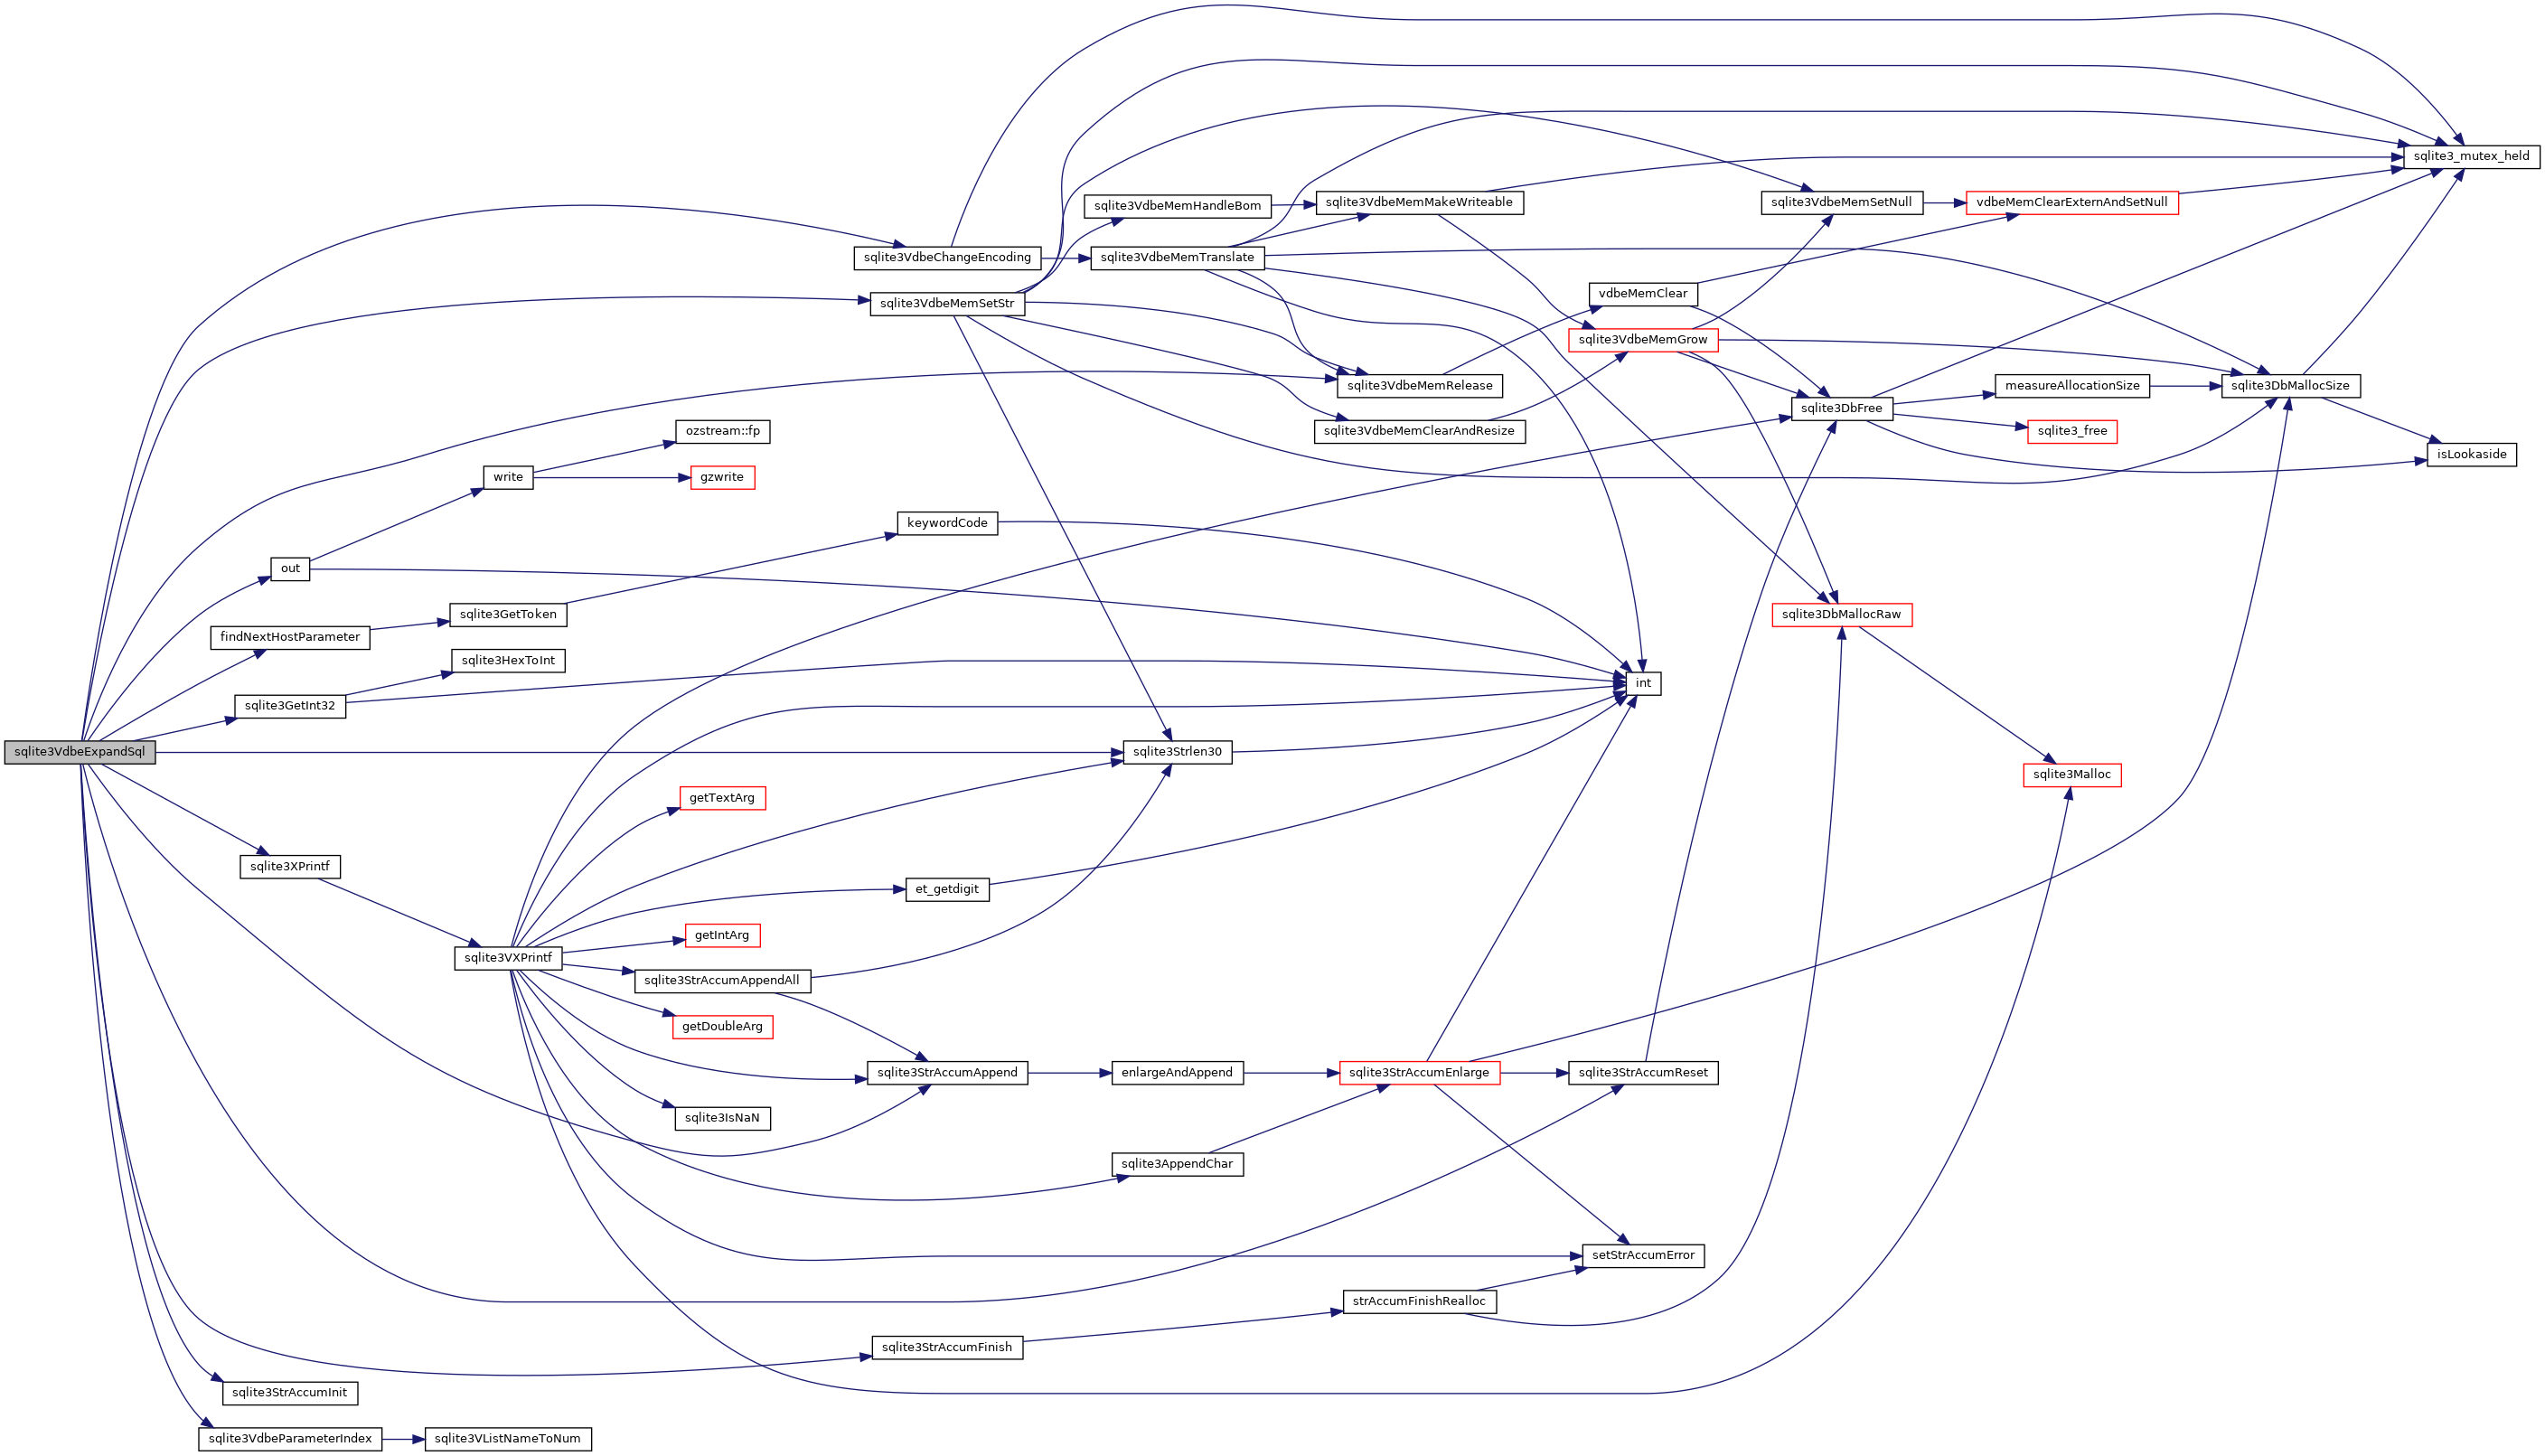 sqlite3_mutex_held
sqlite3VdbeMemHandleBom
sqlite3VdbeMemMakeWriteable
sqlite3VdbeMemSetNull
vdbeMemClearExternAndSetNull
sqlite3VdbeChangeEncoding
sqlite3VdbeMemTranslate
sqlite3VdbeMemSetStr
vdbeMemClear
sqlite3VdbeMemGrow
sqlite3VdbeMemRelease
measureAllocationSize
sqlite3DbMallocSize
sqlite3DbFree
ozstream::fp
sqlite3VdbeMemClearAndResize
sqlite3_free
isLookaside
write
gzwrite
keywordCode
out
sqlite3GetToken
sqlite3DbMallocRaw
findNextHostParameter
sqlite3HexToInt
int
sqlite3GetInt32
sqlite3VdbeExpandSql
sqlite3Strlen30
sqlite3Malloc
getTextArg
sqlite3XPrintf
et_getdigit
getIntArg
sqlite3VXPrintf
sqlite3StrAccumAppendAll
getDoubleArg
sqlite3StrAccumAppend
enlargeAndAppend
sqlite3StrAccumEnlarge
sqlite3StrAccumReset
sqlite3IsNaN
sqlite3AppendChar
setStrAccumError
strAccumFinishRealloc
sqlite3StrAccumFinish
sqlite3StrAccumInit
sqlite3VdbeParameterIndex
sqlite3VListNameToNum